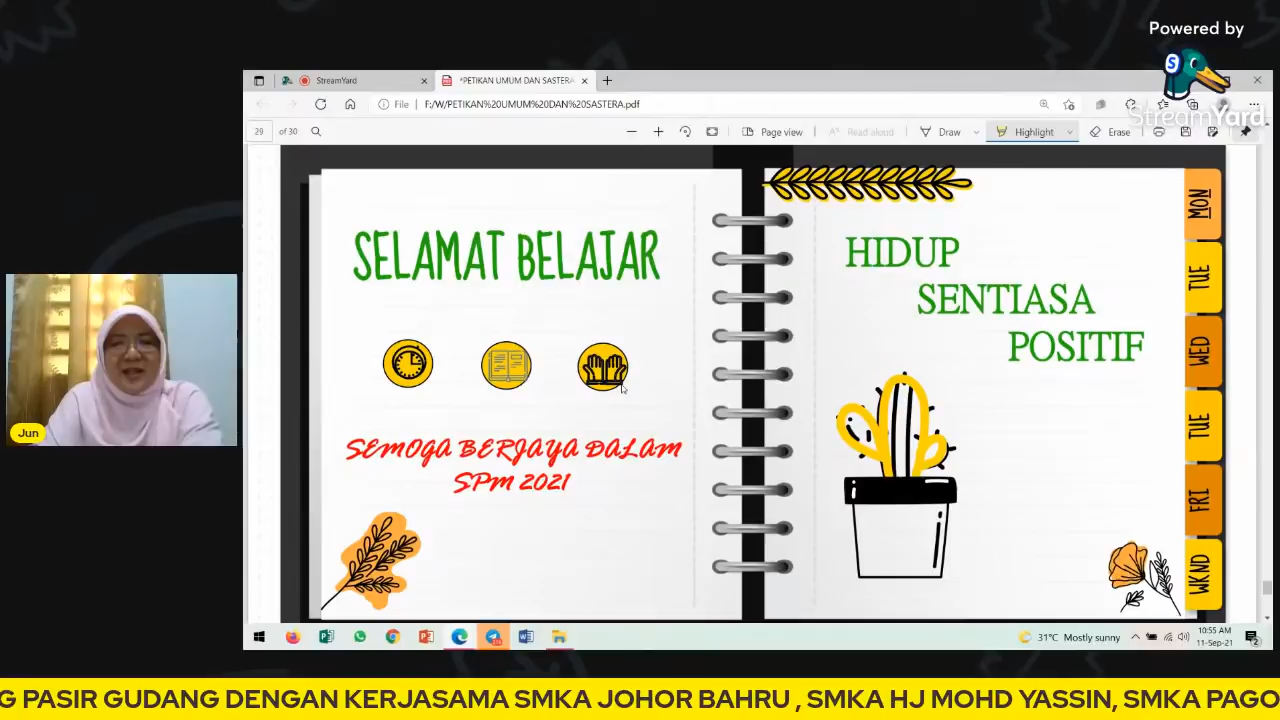 Powered by
StreamYard
StreamYard
*PETIKAN UMUM DAN SASTERA
File
F:/W/PETIKAN%20UMUM%20DAN%20SASTERA.pdf
29 of 30
Page view
Read aloud
Draw
Highlight
Erase
SELAMAT BELAJAR
SEMOGA BERJAYA DALAM
SPM 2021
HIDUP
SENTIASA
POSITIF
MON
TUE
WED
TUE
FRI
WKND
Jun
31°C Mostly sunny
10:55 AM
11-Sep-21
G PASIR GUDANG DENGAN KERJASAMA SMKA JOHOR BAHRU , SMKA HJ MOHD YASSIN, SMKA PAGO